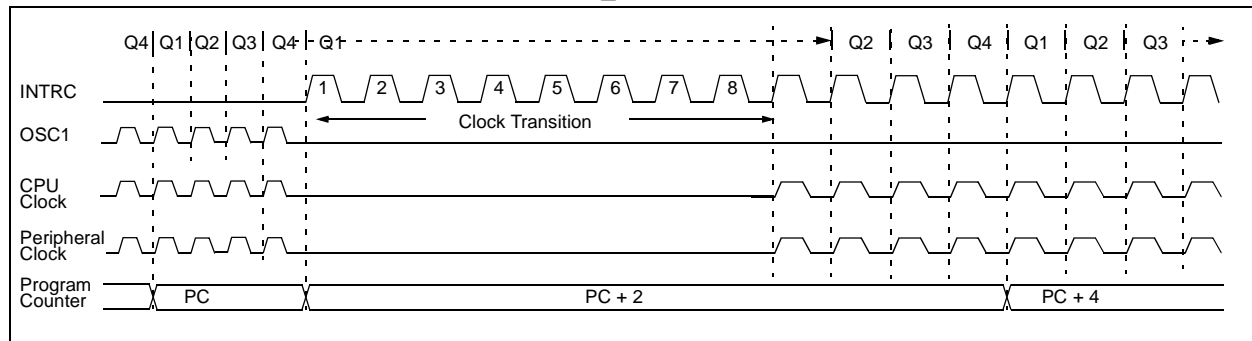 Q4 Q1 Q2 Q3 Q4 Q1 Q2 Q3 Q4 Q1 Q2 Q3
INTRC 1 2 3 4 5 6 7 8
Clock Transition
OSC1
CPU
Clock
Peripheral
Clock
Program
Counter
PC PC + 2 PC + 4